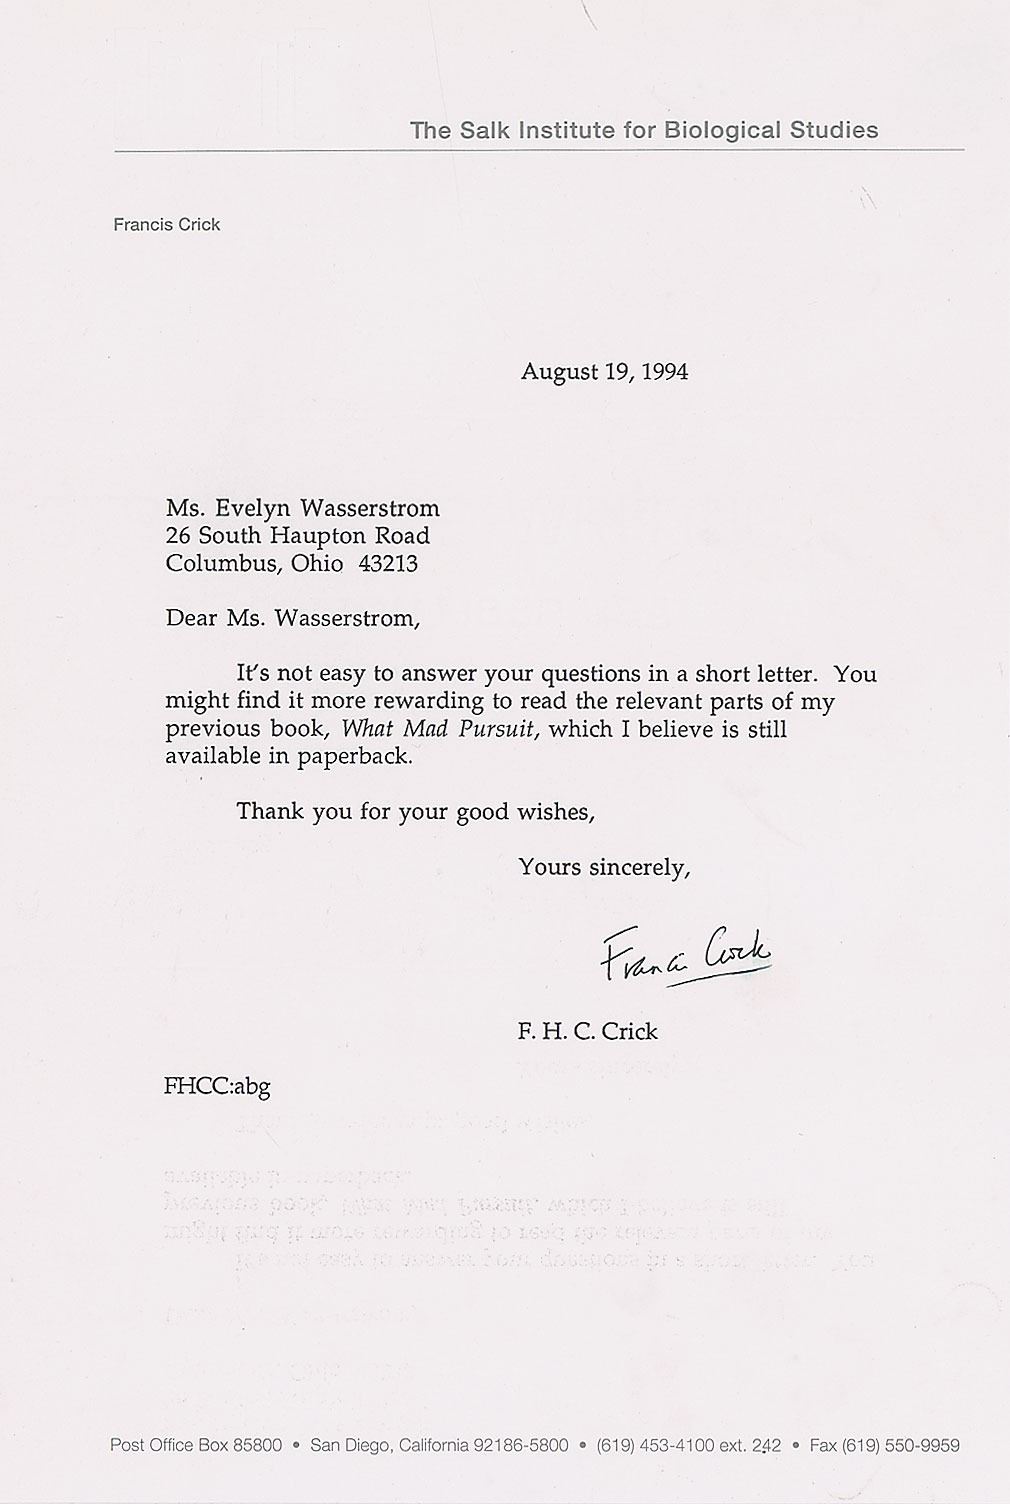 The Salk Institute for Biological Studies
Francis Crick
August 19, 1994
Ms. Evelyn Wasserstrom
26 South Haupton Road
Columbus, Ohio 43213
Dear Ms. Wasserstrom,
It's not easy to answer your questions in a short letter. You
might find it more rewarding to read the relevant parts of my
previous book, What Mad Pursuit, which I believe is still
available in paperback.
Thank you for your good wishes,
Yours sincerely,
Francis Crick
F. H. C. Crick
FHCC:abg
Post Office Box 85800 • San Diego, California 92186-5800 • (619) 453-4100 ext. 242 • Fax (619) 550-9959